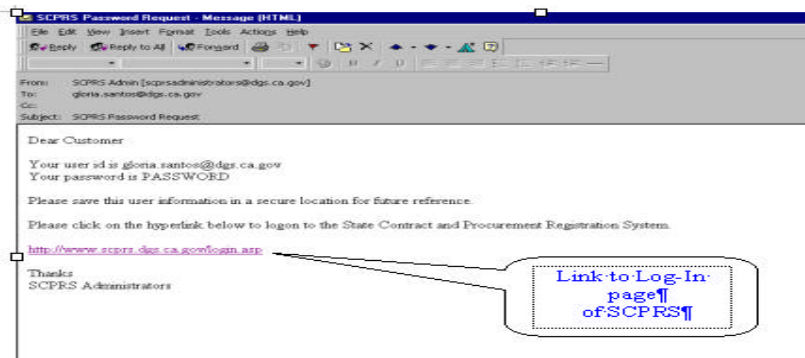 SCPRS Password Request - Message (HTML)
File Edit View Insert Format Tools Actions Help
Reply Reply to All Forward
From: SCPRS Admin [scprsadministrators@dgs.ca.gov]
To: gloria.santos@dgs.ca.gov
Cc:
Subject: SCPRS Password Request
Dear Customer
Your user id is gloria.santos@dgs.ca.gov
Your password is PASSWORD
Please save this user information in a secure location for future reference.
Please click on the hyperlink below to logon to the State Contract and Procurement Registration System.
http://www.scprs.dgs.ca.gov/login.asp
Thanks
SCPRS Administrators
Link·to·Log-In·
page¶
of·SCPRS¶